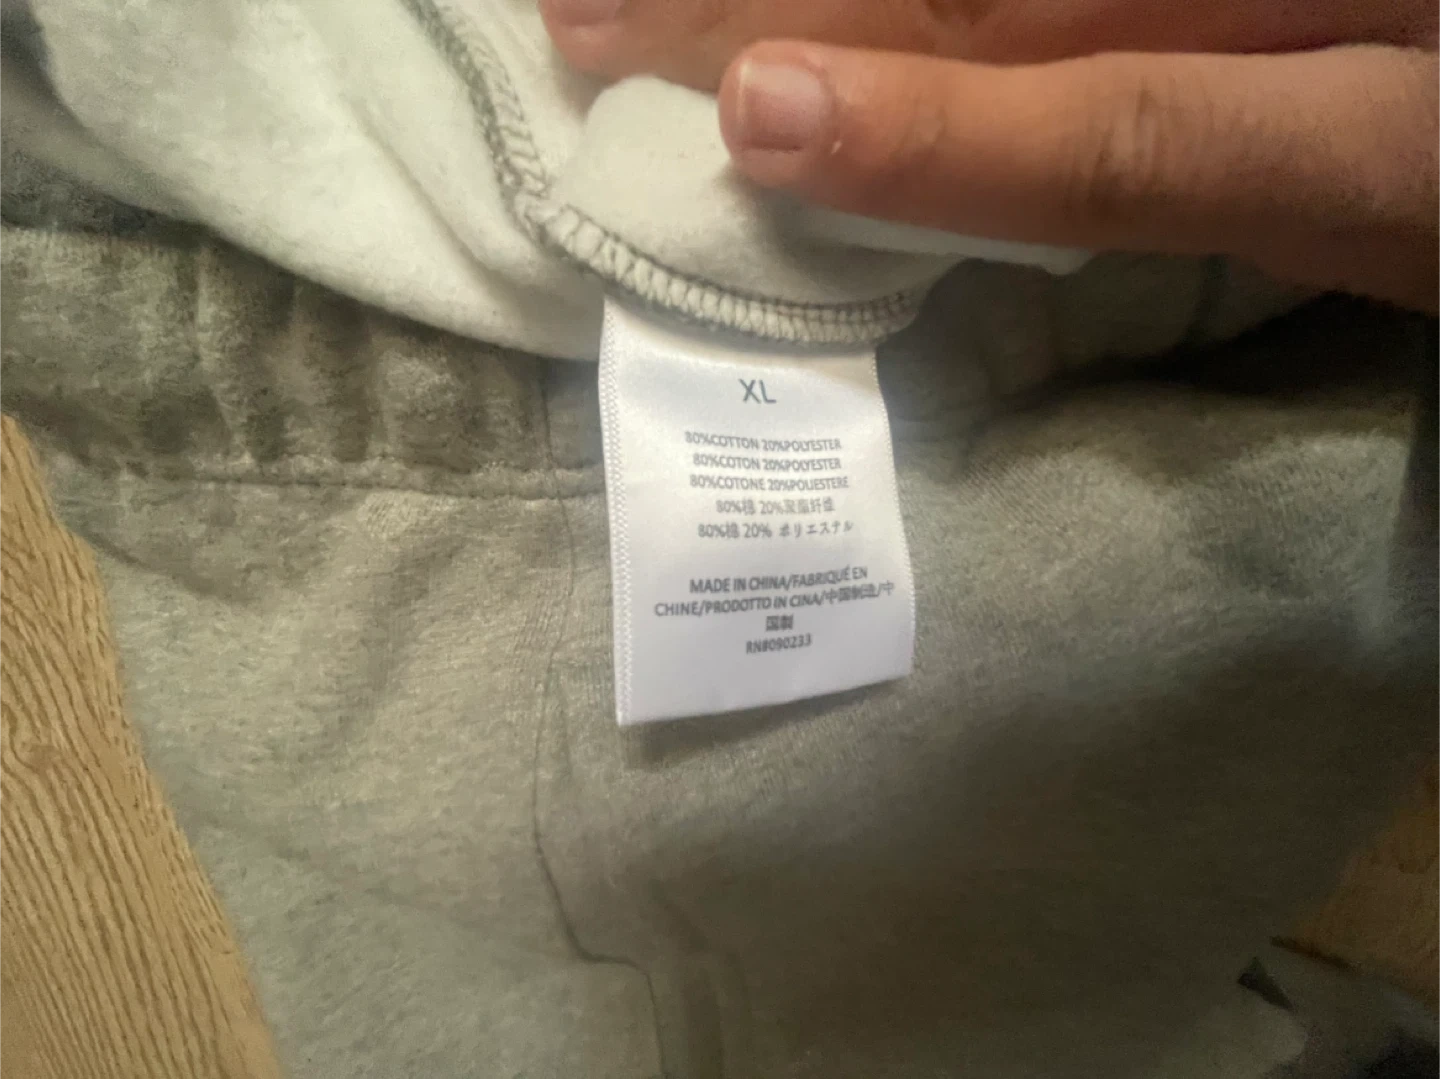 XL
80%COTTON 20%POLYESTER
80%COTON 20%POLYESTER
80%COTONE 20%POLIESTERE
80%棉 20%聚酯纤维
80%棉 20% ポリエステル
MADE IN CHINA/FABRIQUÉ EN
CHINE/PRODOTTO IN CINA/中国制造/中
国制
RN#090233